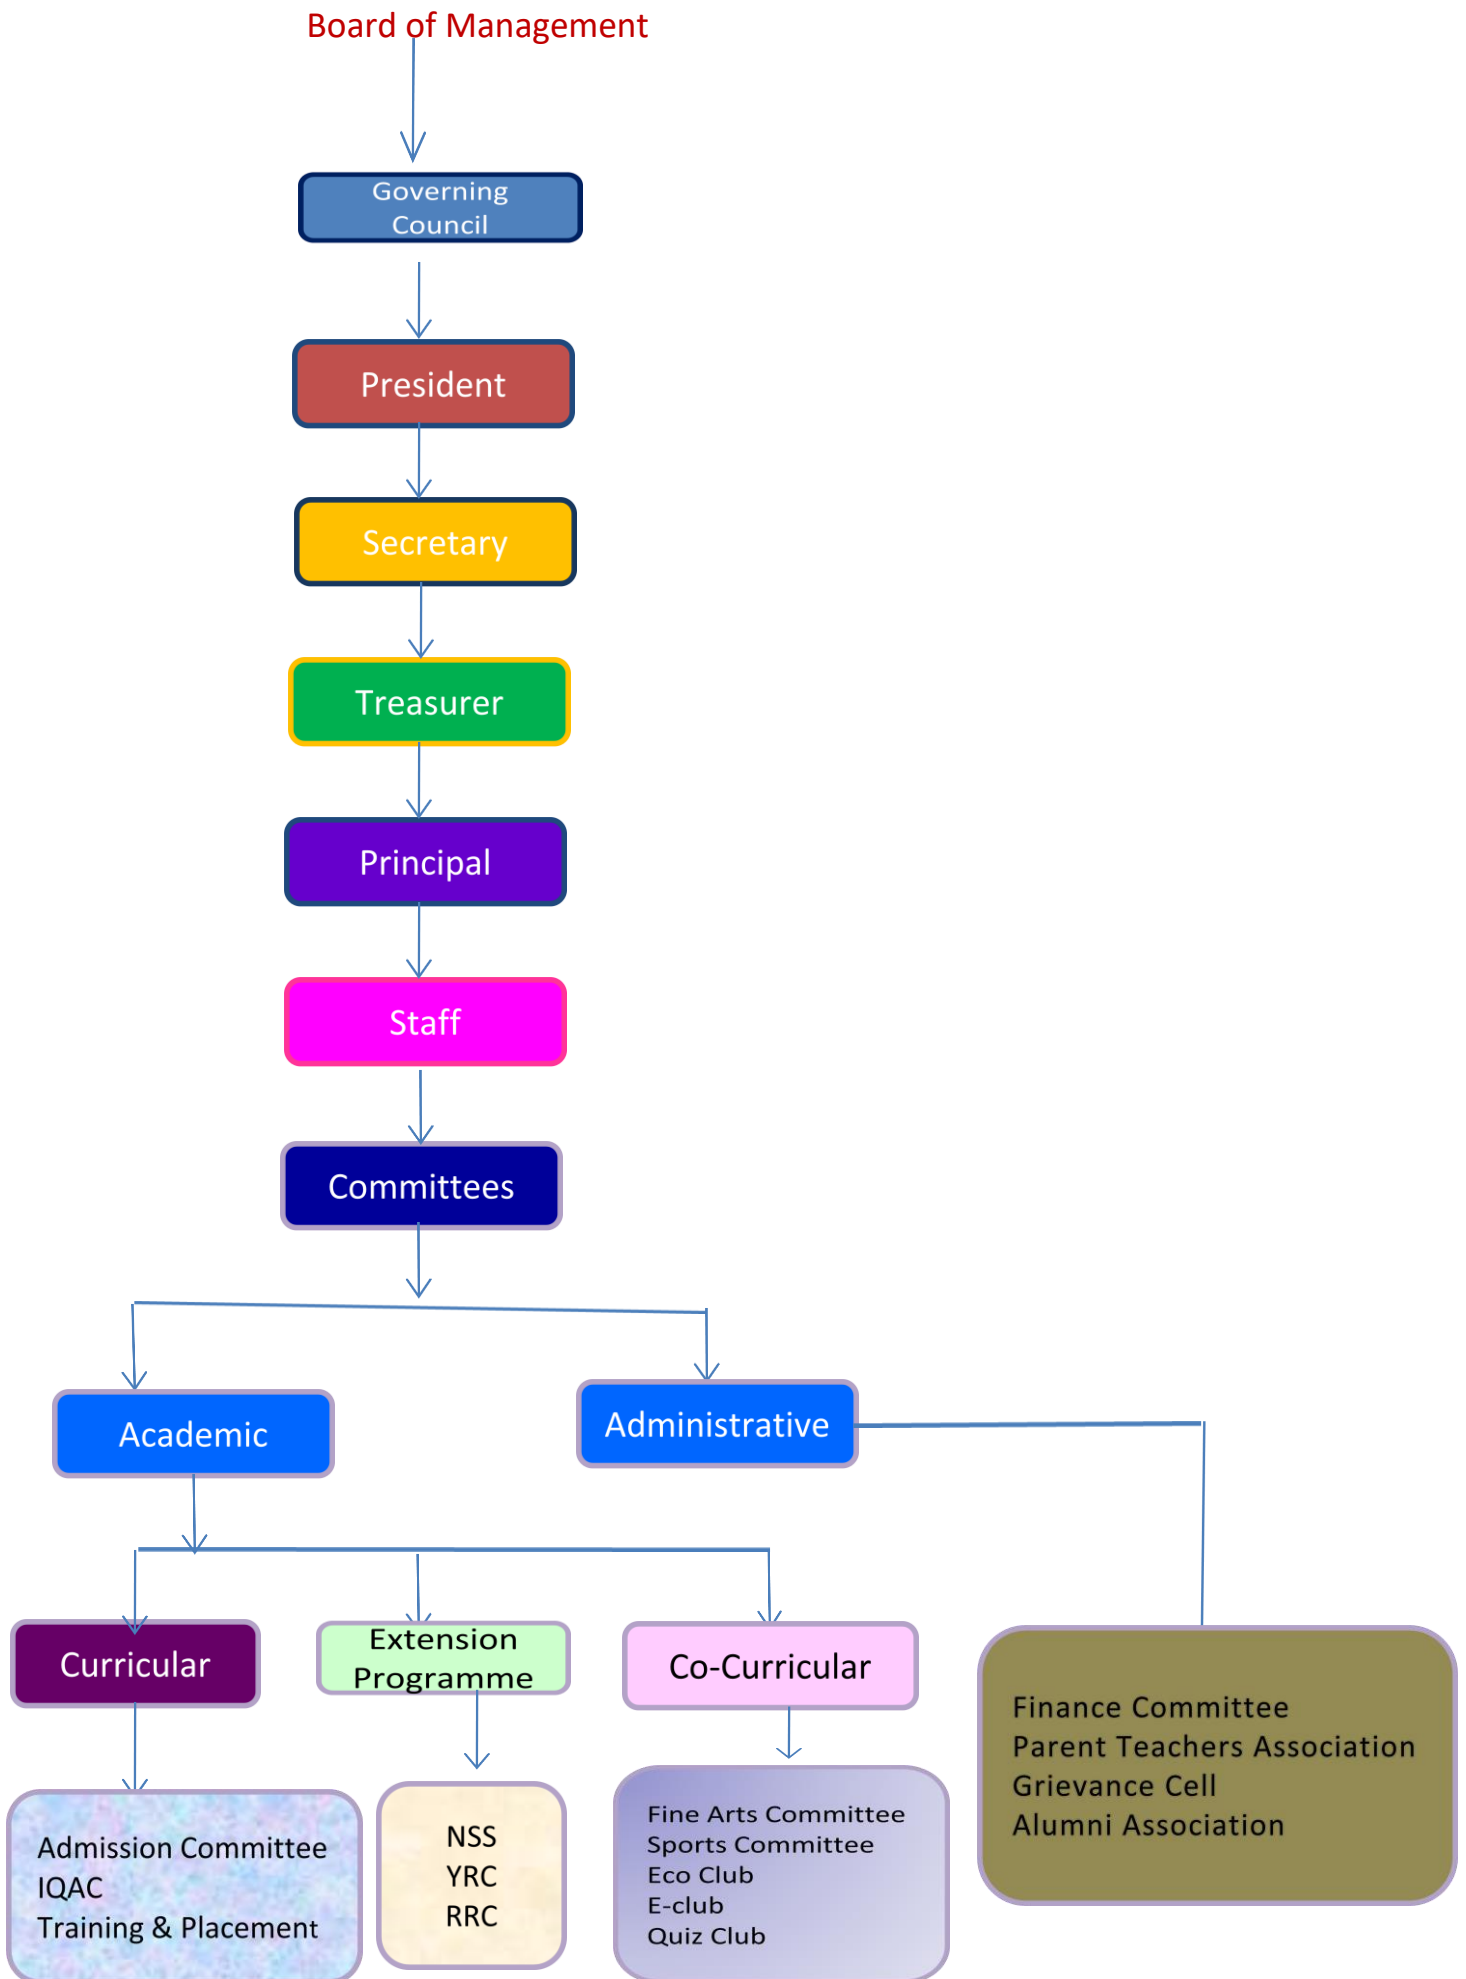 Board of Management
Governing
Council
President
Secretary
Treasurer
Principal
Staff
Committees
Academic
Administrative
Curricular
Extension
Programme
Co-Curricular
Admission Committee
IQAC
Training & Placement
NSS
YRC
RRC
Fine Arts Committee
Sports Committee
Eco Club
E-club
Quiz Club
Finance Committee
Parent Teachers Association
Grievance Cell
Alumni Association